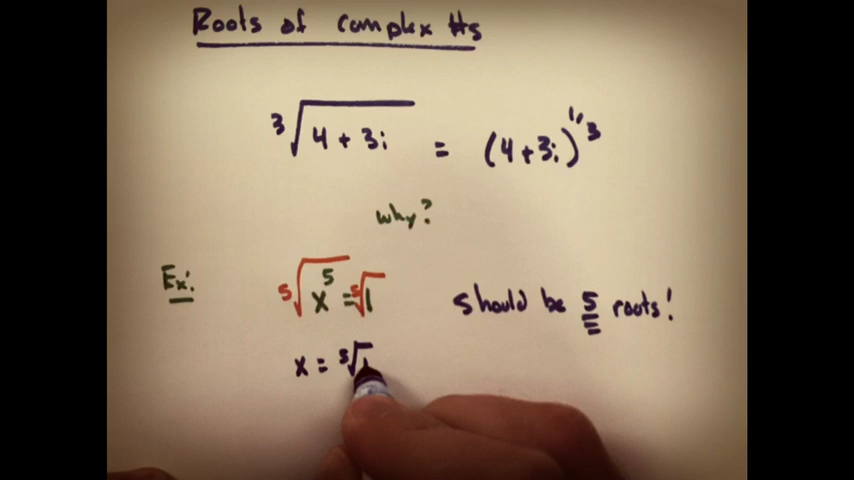 Roots of complex #s
³√(4 + 3i) = (4+3i)^1/3
why?
Ex: ⁵√(x⁵) = ⁵√1 should be 5 roots!
x = ⁵√1